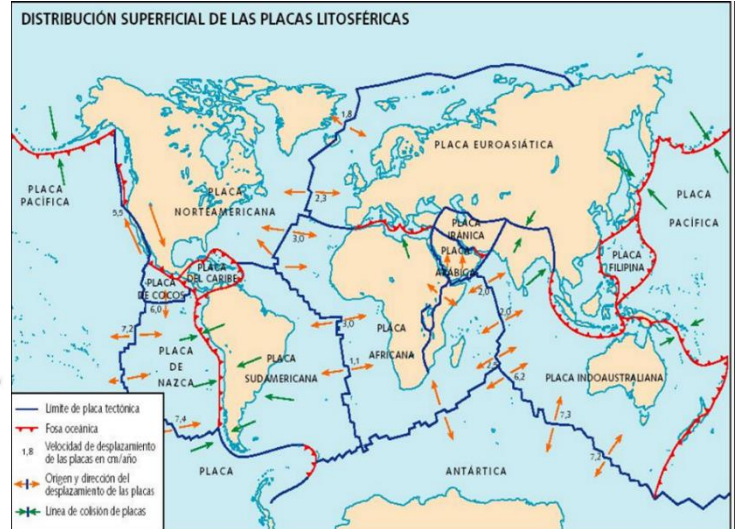 DISTRIBUCIÓN SUPERFICIAL DE LAS PLACAS LITOSFÉRICAS
1,8
PLACA EUROASIÁTICA
PLACA
PACÍFICA
PLACA
NORTEAMERICANA
2,3
5,5
3,0
PLACA
IRÁNICA
PLACA
ARÁBIGA
PLACA
PACÍFICA
PLACA
FILIPINA
PLACA
DEL CARIBE
PLACA
DE COCOS
6,0
2,0
2,0
7,2
3,0
PLACA
AFRICANA
PLACA
DE
NAZCA
PLACA
SUDAMERICANA
1,1
2,5
6,2
PLACA INDOAUSTRALIANA
7,4
7,3
7,2
PLACA
ANTÁRTICA
Límite de placa tectónica
Fosa oceánica
1,8
Velocidad de desplazamiento
de las placas en cm/año
Origen y dirección del
desplazamiento de las placas
Línea de colisión de placas